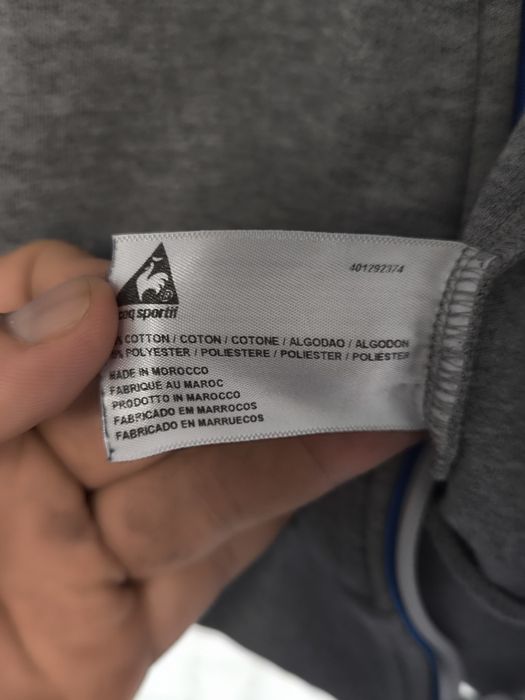 401292374
coq sportif
% COTTON / COTON / COTONE / ALGODAO / ALGODON
% POLYESTER / POLIESTERE / POLIESTER / POLIÉSTER
MADE IN MOROCCO
FABRIQUE AU MAROC
PRODOTTO IN MAROCCO
FABRICADO EM MARROCOS
FABRICADO EN MARRUECOS